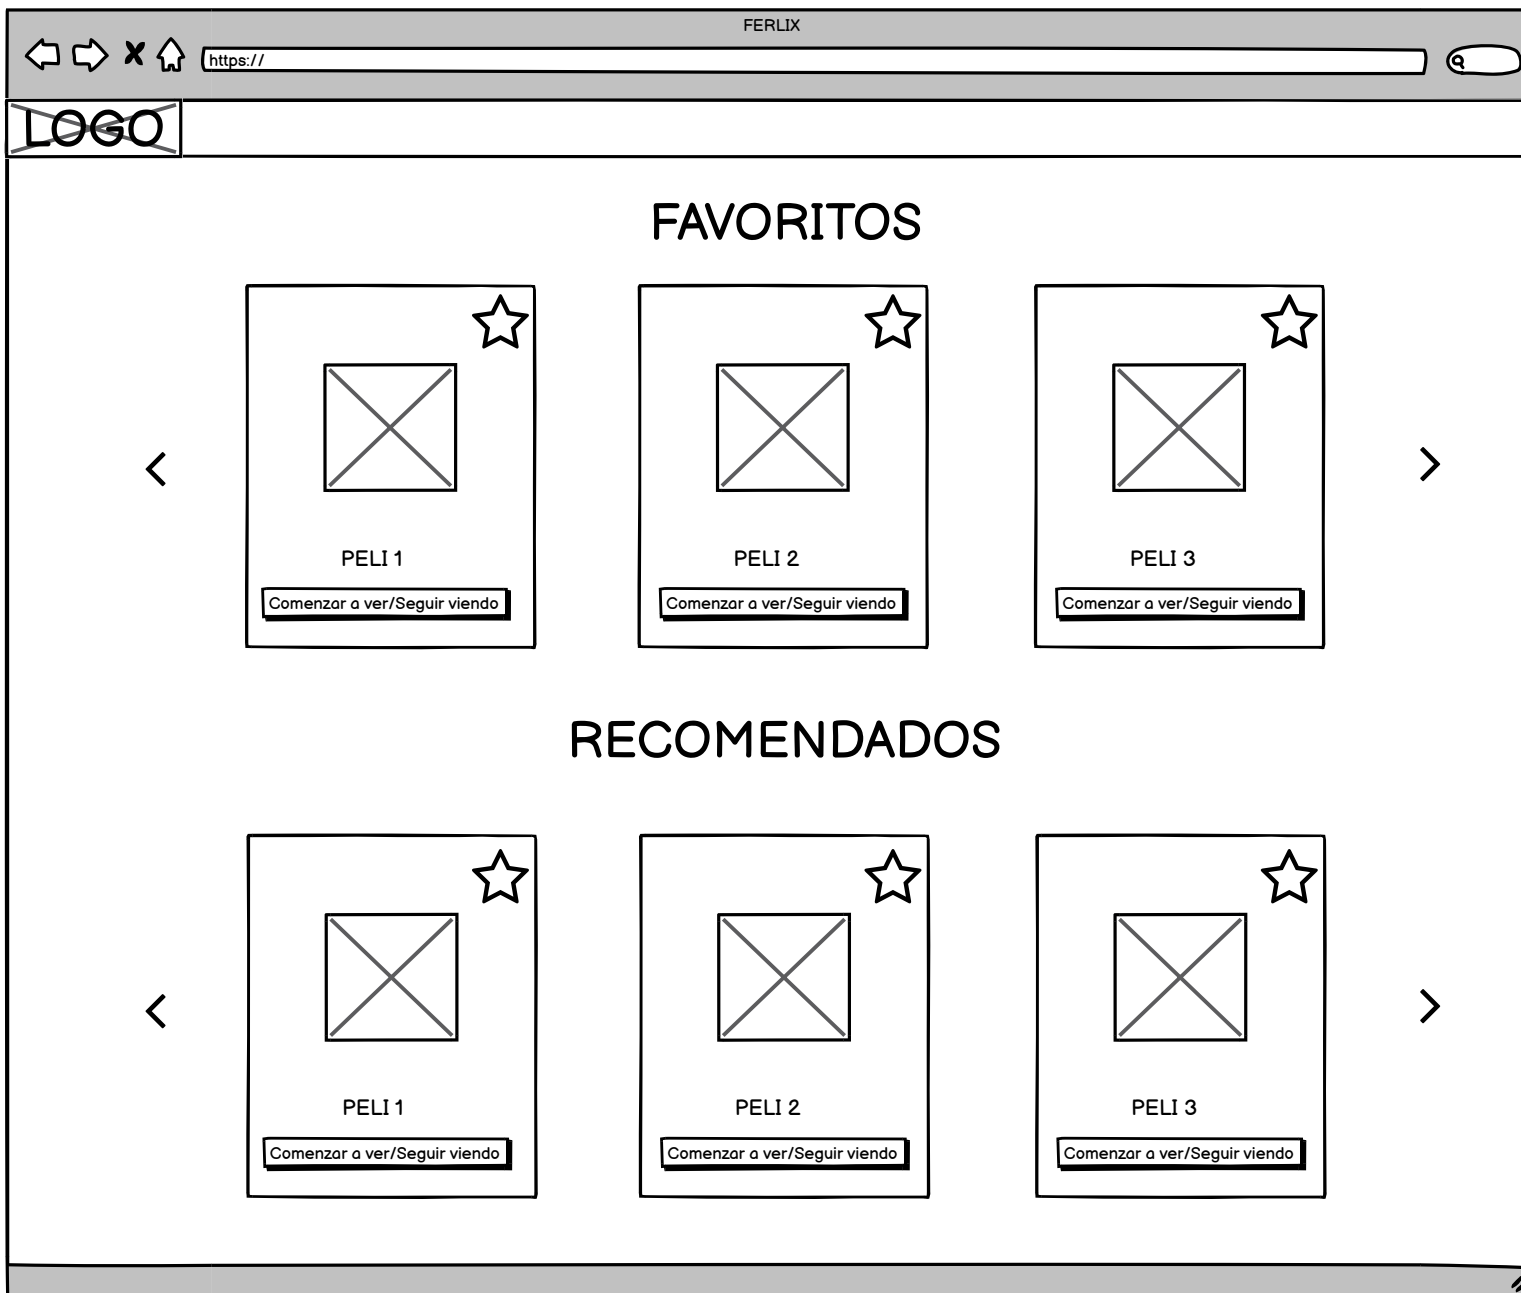 FERLIX
https://
LOGO
FAVORITOS
PELI 1
PELI 2
PELI 3
Comenzar a ver/Seguir viendo
Comenzar a ver/Seguir viendo
Comenzar a ver/Seguir viendo
RECOMENDADOS
PELI 1
PELI 2
PELI 3
Comenzar a ver/Seguir viendo
Comenzar a ver/Seguir viendo
Comenzar a ver/Seguir viendo